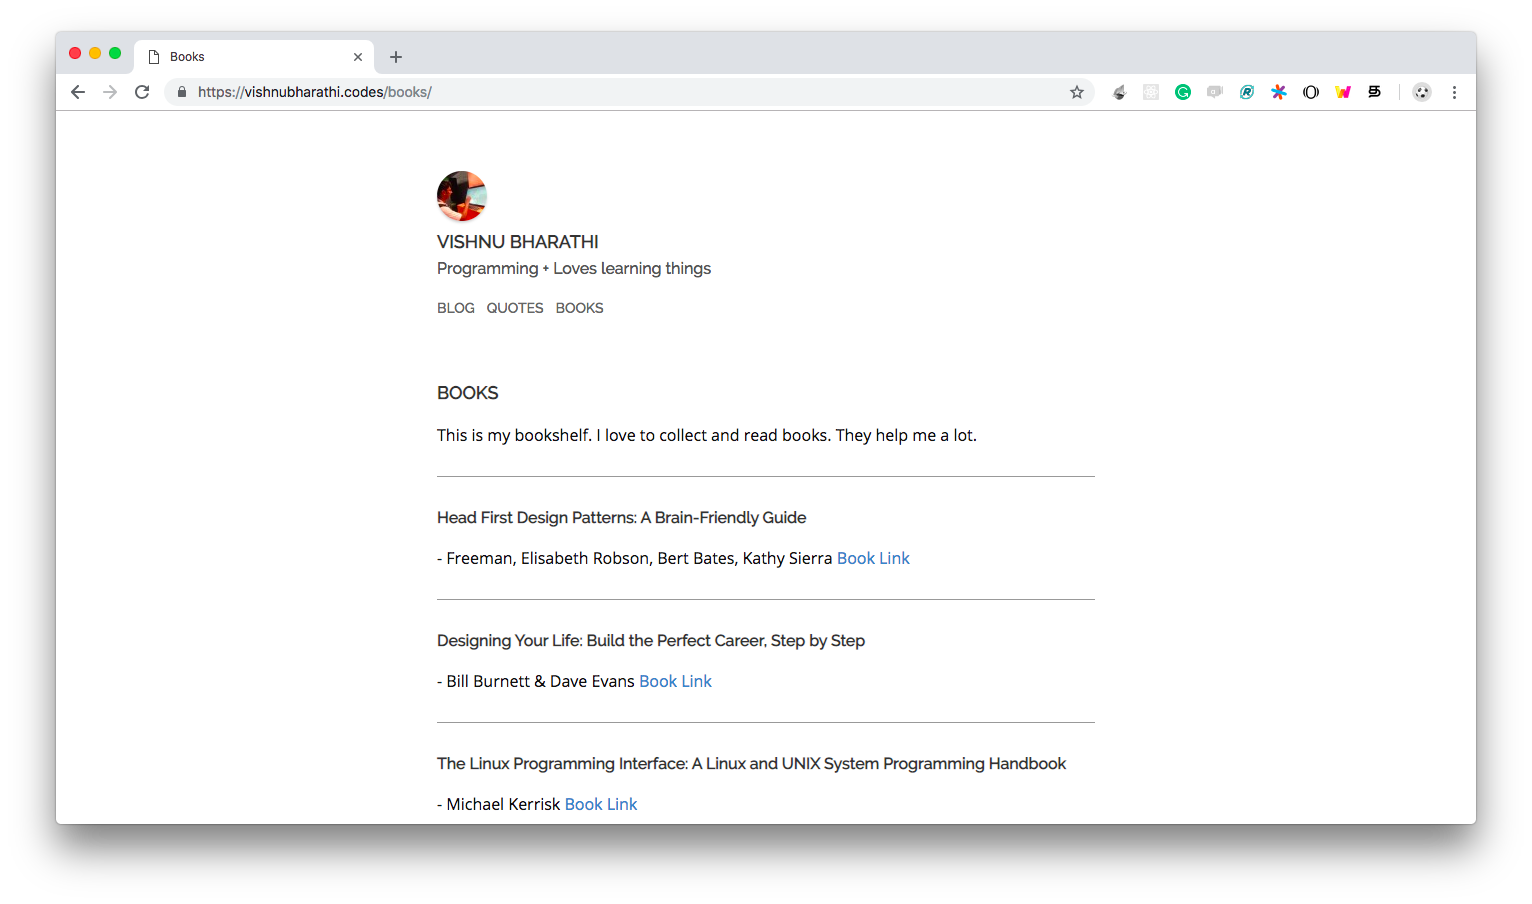 Books
https://vishnubharathi.codes/books/
VISHNU BHARATHI
Programming + Loves learning things
BLOG QUOTES BOOKS
BOOKS
This is my bookshelf. I love to collect and read books. They help me a lot.
Head First Design Patterns: A Brain-Friendly Guide
- Freeman, Elisabeth Robson, Bert Bates, Kathy Sierra Book Link
Designing Your Life: Build the Perfect Career, Step by Step
- Bill Burnett & Dave Evans Book Link
The Linux Programming Interface: A Linux and UNIX System Programming Handbook
- Michael Kerrisk Book Link